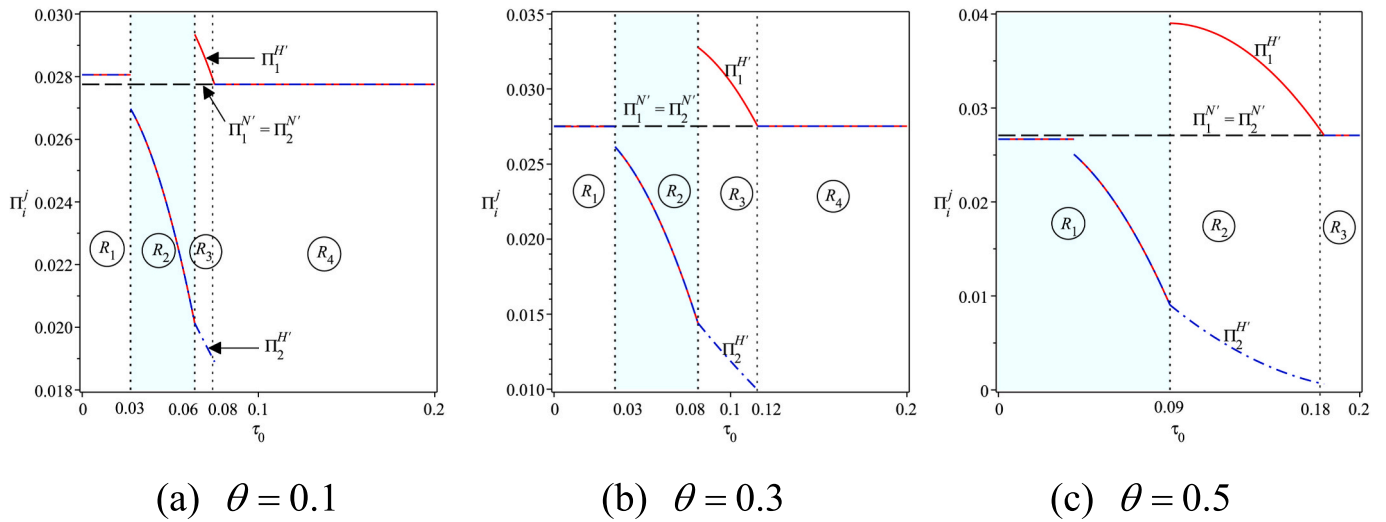 0.030
0.028
0.026
0.024
0.022
0.020
0.018
Π_i^j
Π_1^{H'}
Π_1^{N'} = Π_2^{N'}
R_1
R_2
R_3
R_4
Π_2^{H'}
0 0.03 0.06 0.08 0.1 0.2
τ_0
(a) θ = 0.1
0.035
0.030
0.025
0.020
0.015
0.010
Π_i^j
Π_1^{H'}
Π_1^{N'} = Π_2^{N'}
R_1
R_2
R_3
R_4
Π_2^{H'}
0 0.03 0.08 0.1 0.12 0.2
τ_0
(b) θ = 0.3
0.04
0.03
0.02
0.01
0
Π_i^j
Π_1^{H'}
Π_1^{N'} = Π_2^{N'}
R_1
R_2
R_3
Π_2^{H'}
0 0.09 0.18 0.2
τ_0
(c) θ = 0.5